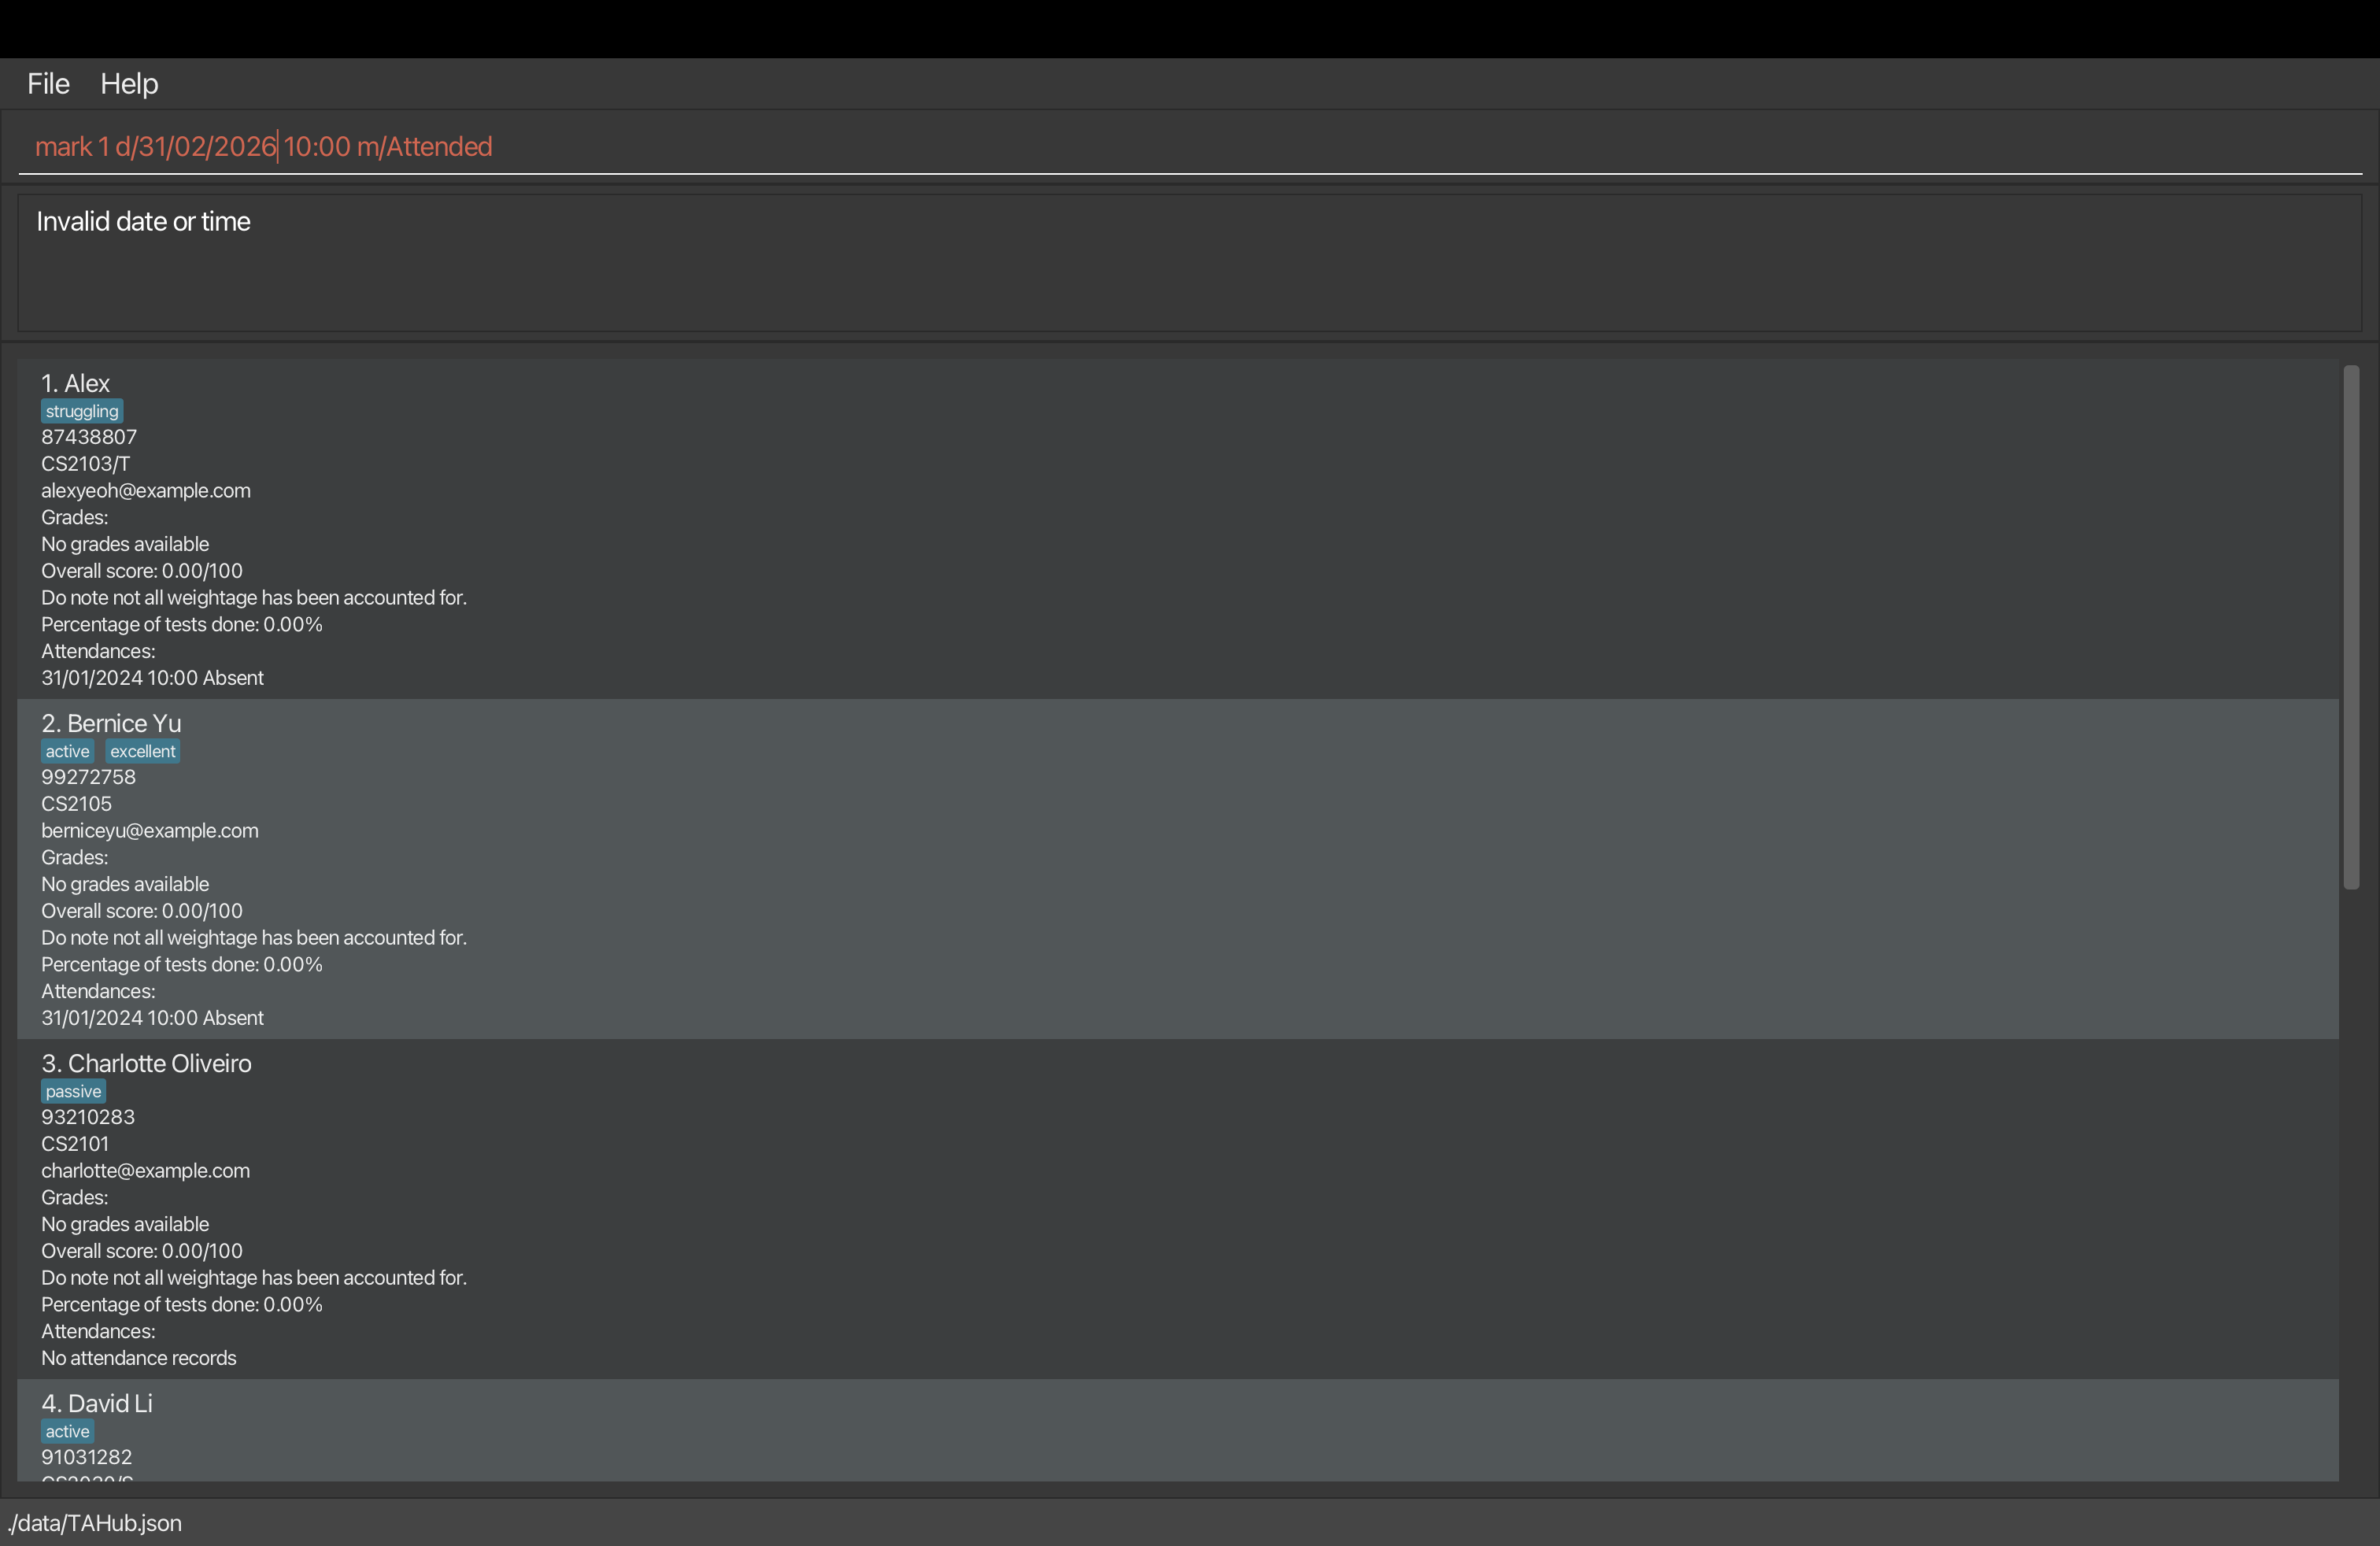 File Help
mark 1 d/31/02/2026 10:00 m/Attended
Invalid date or time
1. Alex
struggling
87438807
CS2103/T
alexyeoh@example.com
Grades:
No grades available
Overall score: 0.00/100
Do note not all weightage has been accounted for.
Percentage of tests done: 0.00%
Attendances:
31/01/2024 10:00 Absent
2. Bernice Yu
active excellent
99272758
CS2105
berniceyu@example.com
Grades:
No grades available
Overall score: 0.00/100
Do note not all weightage has been accounted for.
Percentage of tests done: 0.00%
Attendances:
31/01/2024 10:00 Absent
3. Charlotte Oliveiro
passive
93210283
CS2101
charlotte@example.com
Grades:
No grades available
Overall score: 0.00/100
Do note not all weightage has been accounted for.
Percentage of tests done: 0.00%
Attendances:
No attendance records
4. David Li
active
91031282
./data/TAHub.json